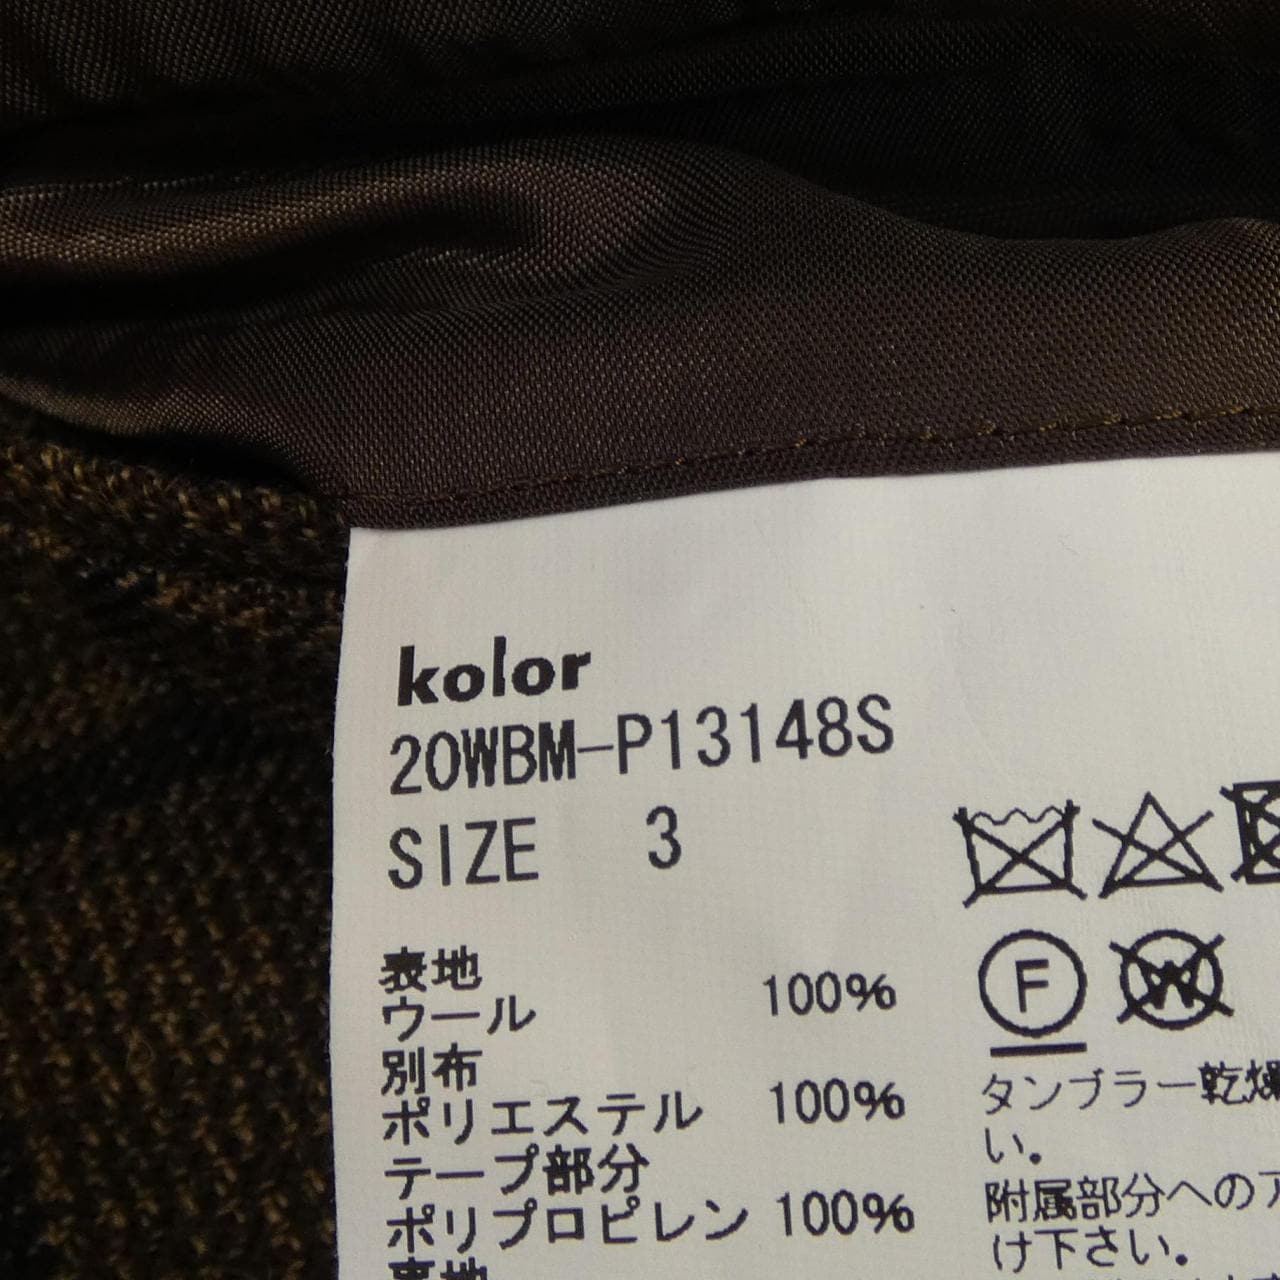 kolor
20WBM-P13148S
SIZE 3
表地
ウール 100%
別布
ポリエステル 100%
テープ部分
ポリプロピレン 100%
裏地
F
W
タンブラー乾燥
い。
附属部分へのア
け下さい。